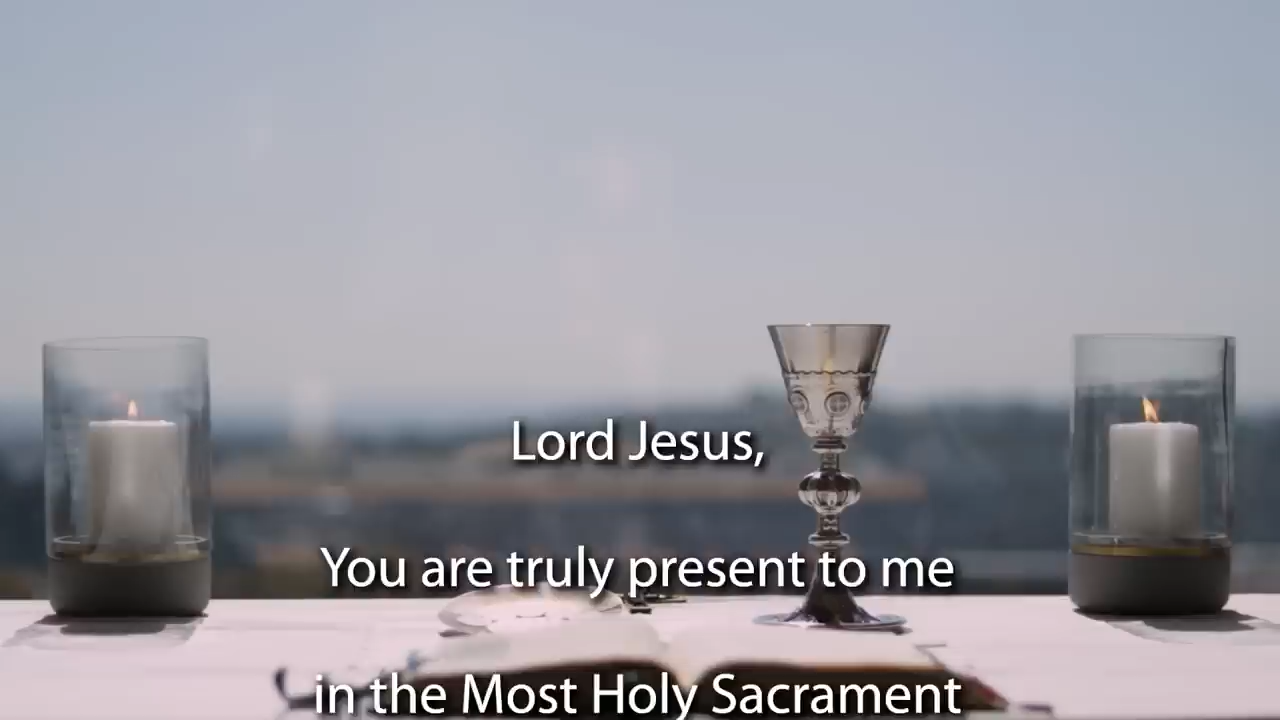 Lord Jesus,
You are truly present to me
in the Most Holy Sacrament